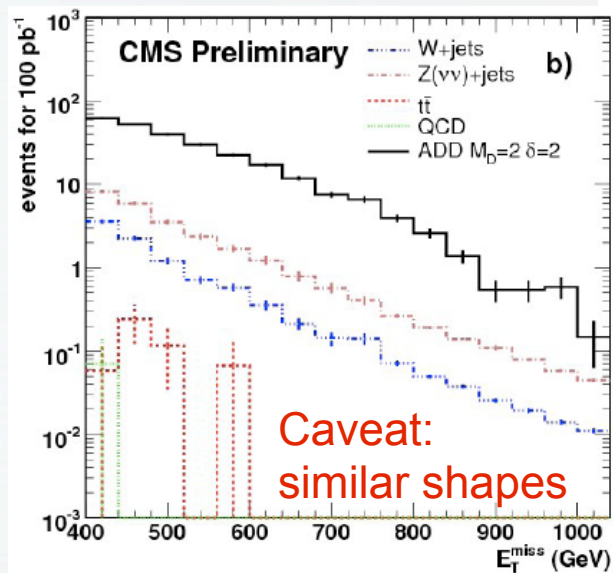 CMS Preliminary
b)
W+jets
Z(νν)+jets
tt̄
QCD
ADD M_D=2 δ=2
events for 100 pb⁻¹
10³
10²
10
1
10⁻¹
10⁻²
10⁻³
Caveat:
similar shapes
400 500 600 700 800 900 1000
E_T^miss (GeV)